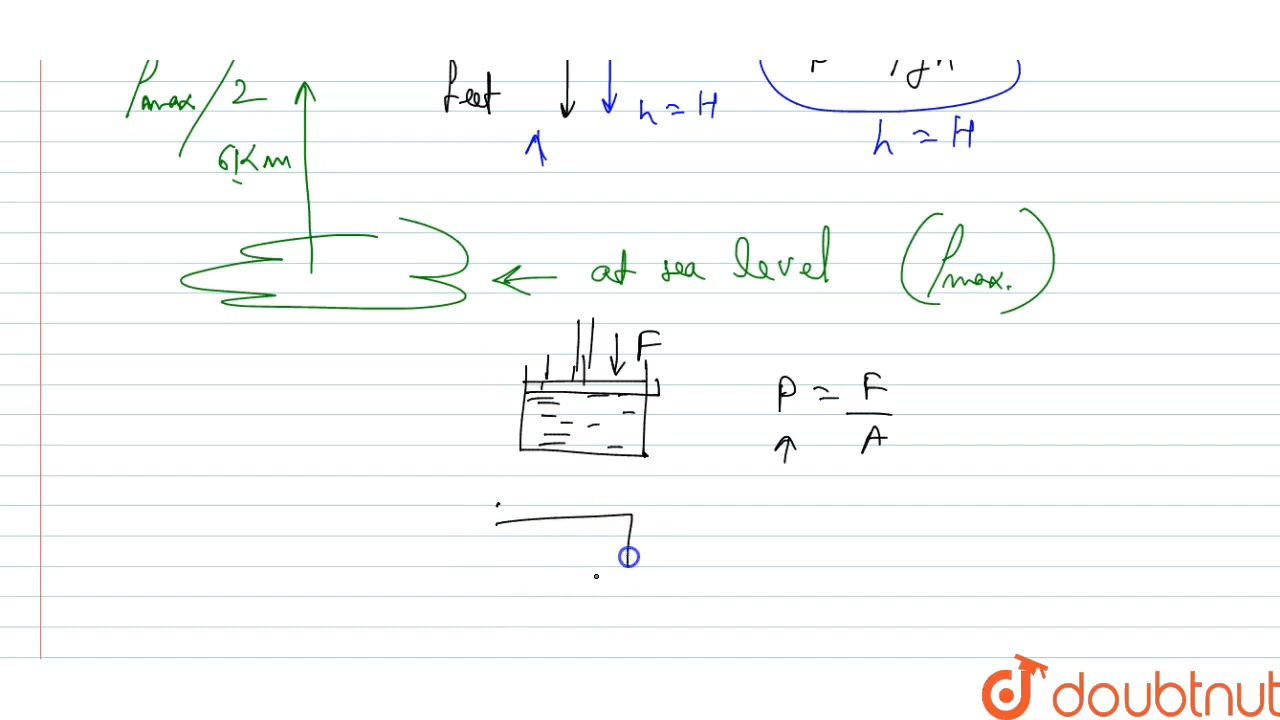 Pmax/2
feet
h = H
h = H
6Km
← at sea level (Pmax.)
F
P = F/A
doubtnut